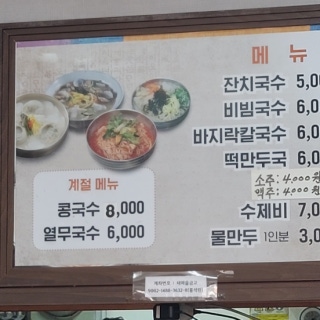 메 뉴
잔치국수 5,0
비빔국수 6,0
바지락칼국수 6,0
떡만두국 6,0
소주: 4,000원
맥주: 4,000원
수제비 7,0
물만두 1인분 3,0
계절 메뉴
콩국수 8,000
열무국수 6,000